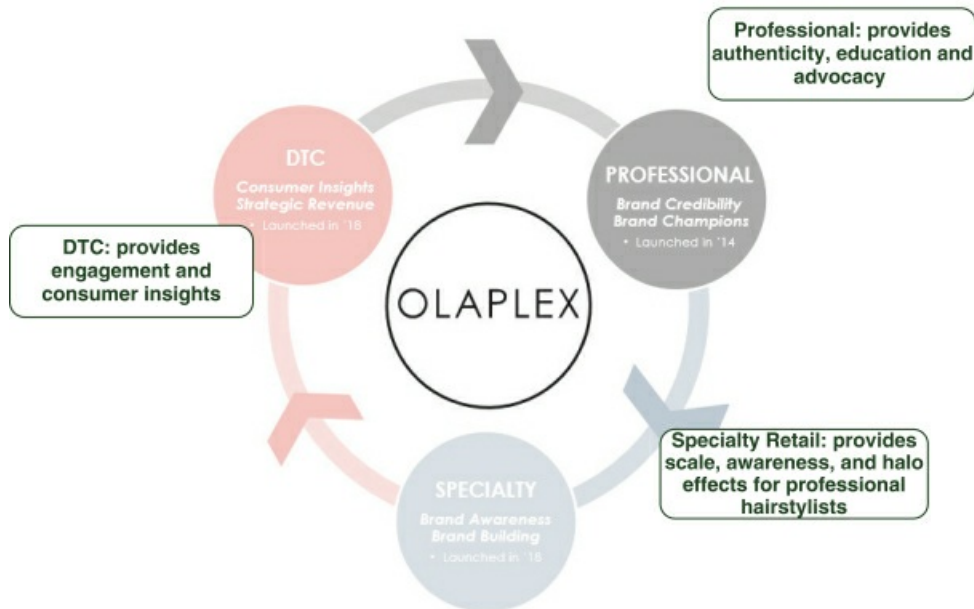 Professional: provides
authenticity, education and
advocacy
DTC
Consumer Insights
Strategic Revenue
• Launched in '18
PROFESSIONAL
Brand Credibility
Brand Champions
• Launched in '14
DTC: provides
engagement and
consumer insights
OLAPLEX
Specialty Retail: provides
scale, awareness, and halo
effects for professional
hairstylists
SPECIALTY
Brand Awareness
Brand Building
• Launched in '18